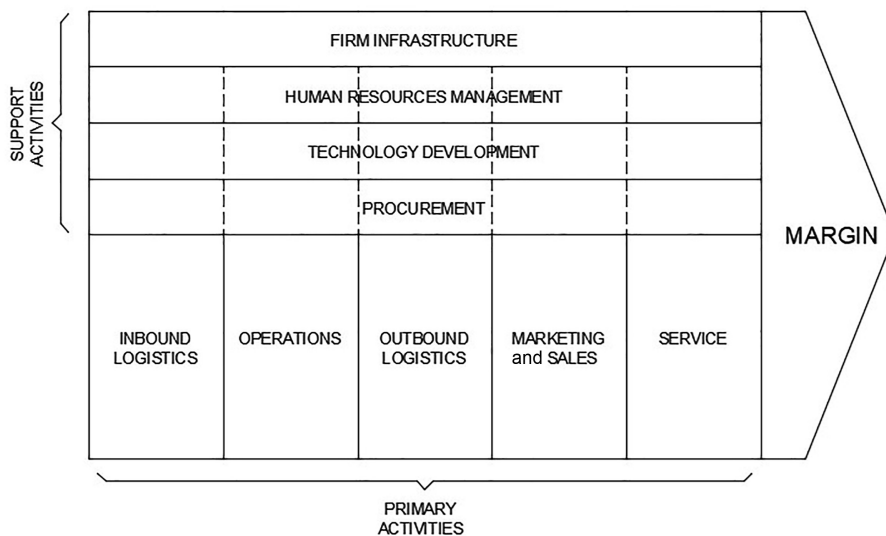 FIRM INFRASTRUCTURE
HUMAN RESOURCES MANAGEMENT
TECHNOLOGY DEVELOPMENT
PROCUREMENT
SUPPORT
ACTIVITIES
MARGIN
INBOUND
LOGISTICS
OPERATIONS
OUTBOUND
LOGISTICS
MARKETING
and SALES
SERVICE
PRIMARY
ACTIVITIES